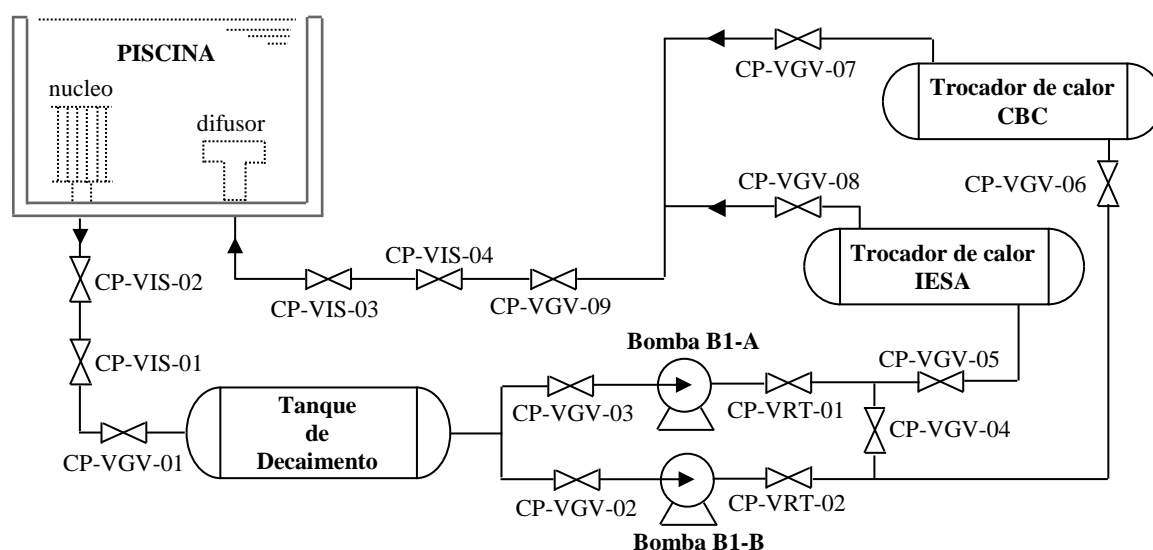 PISCINA
nucleo
difusor
CP-VGV-07
Trocador de calor
CBC
CP-VGV-08
CP-VGV-06
CP-VIS-02
CP-VIS-04
Trocador de calor
IESA
CP-VIS-03
CP-VGV-09
CP-VIS-01
Bomba B1-A
CP-VGV-05
Tanque
de
Decaimento
CP-VGV-03
CP-VRT-01
CP-VGV-04
CP-VGV-01
CP-VGV-02
CP-VRT-02
Bomba B1-B